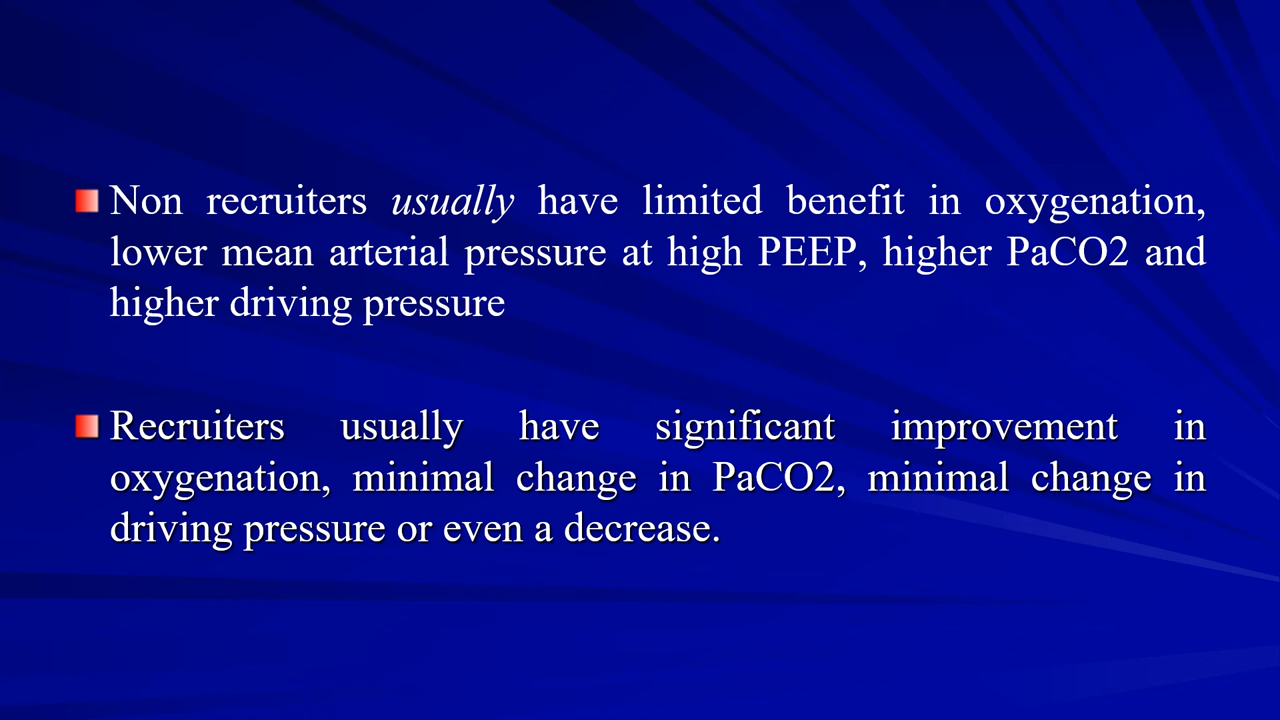 Non recruiters usually have limited benefit in oxygenation,
lower mean arterial pressure at high PEEP, higher PaCO2 and
higher driving pressure
Recruiters usually have significant improvement in
oxygenation, minimal change in PaCO2, minimal change in
driving pressure or even a decrease.